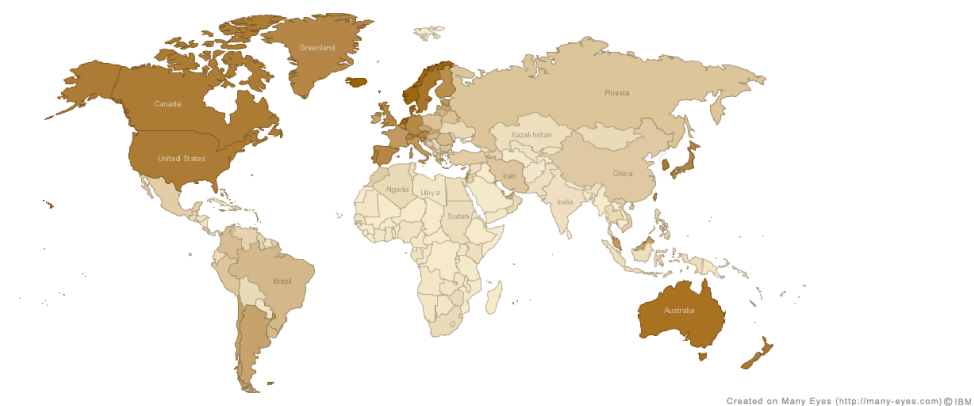 Greenland
Canada
Russia
United States
Kazakhstan
China
Iran
Algeria
Libya
India
Sudan
Brazil
Australia
Created on Many Eyes (http://many-eyes.com) © IBM